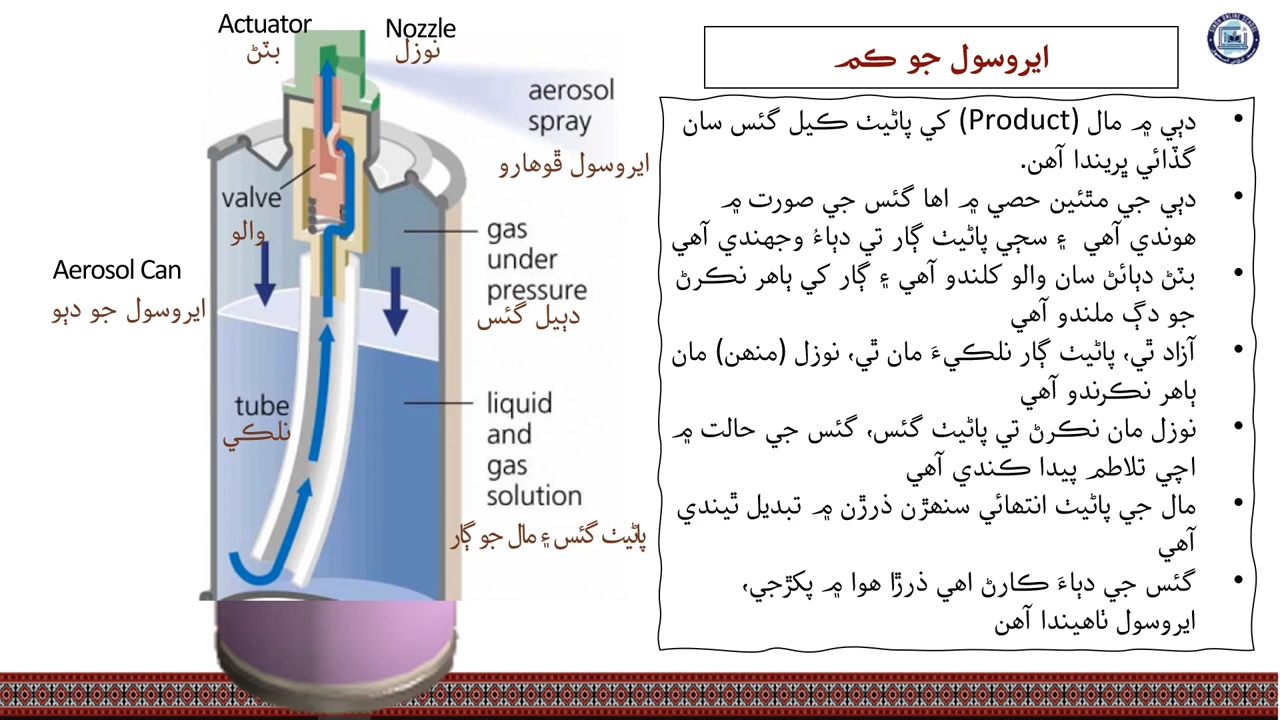 Actuator
بٽڻ
Nozzle
نوزل
aerosol
spray
ايروسول ڦوهارو
valve
والو
gas
under
pressure
دٻيل گئس
Aerosol Can
ايروسول جو دٻو
tube
نلڪي
liquid
and
gas
solution
پاڻيٺ گئس ۽ مال جو ڳار
ايروسول جو ڪم
• دٻي ۾ مال (Product) کي پاڻيٺ ڪيل گئس سان
گڏائي ڀريندا آهن.
• دٻي جي مٿئين حصي ۾ اها گئس جي صورت ۾
هوندي آهي ۽ سڄي پاڻيٺ ڳار تي دٻاءُ وجهندي آهي
• بٽڻ دٻائڻ سان والو کلندو آهي ۽ ڳار کي ٻاهر نڪرڻ
جو دڳ ملندو آهي
• آزاد ٿي، پاڻيٺ ڳار نلڪيءَ مان ٿي، نوزل (منهن) مان
ٻاهر نڪرندو آهي
• نوزل مان نڪرڻ تي پاڻيٺ گئس، گئس جي حالت ۾
اچي تلاطم پيدا ڪندي آهي
• مال جي پاڻيٺ انتهائي سنهڙن ذرڙن ۾ تبديل ٿيندي
آهي
• گئس جي دٻاءَ ڪارڻ اهي ذرڙا هوا ۾ پکڙجي،
ايروسول ٺاهيندا آهن